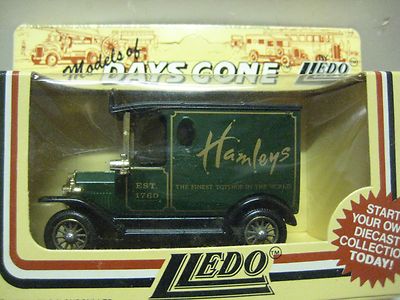 Models of
DAYS GONE
LLEDO
Hamleys
EST.
1760
THE FINEST TOYSHOP IN THE WORLD
START
YOUR OWN
DIECAST
COLLECTION
TODAY!
LLEDO™